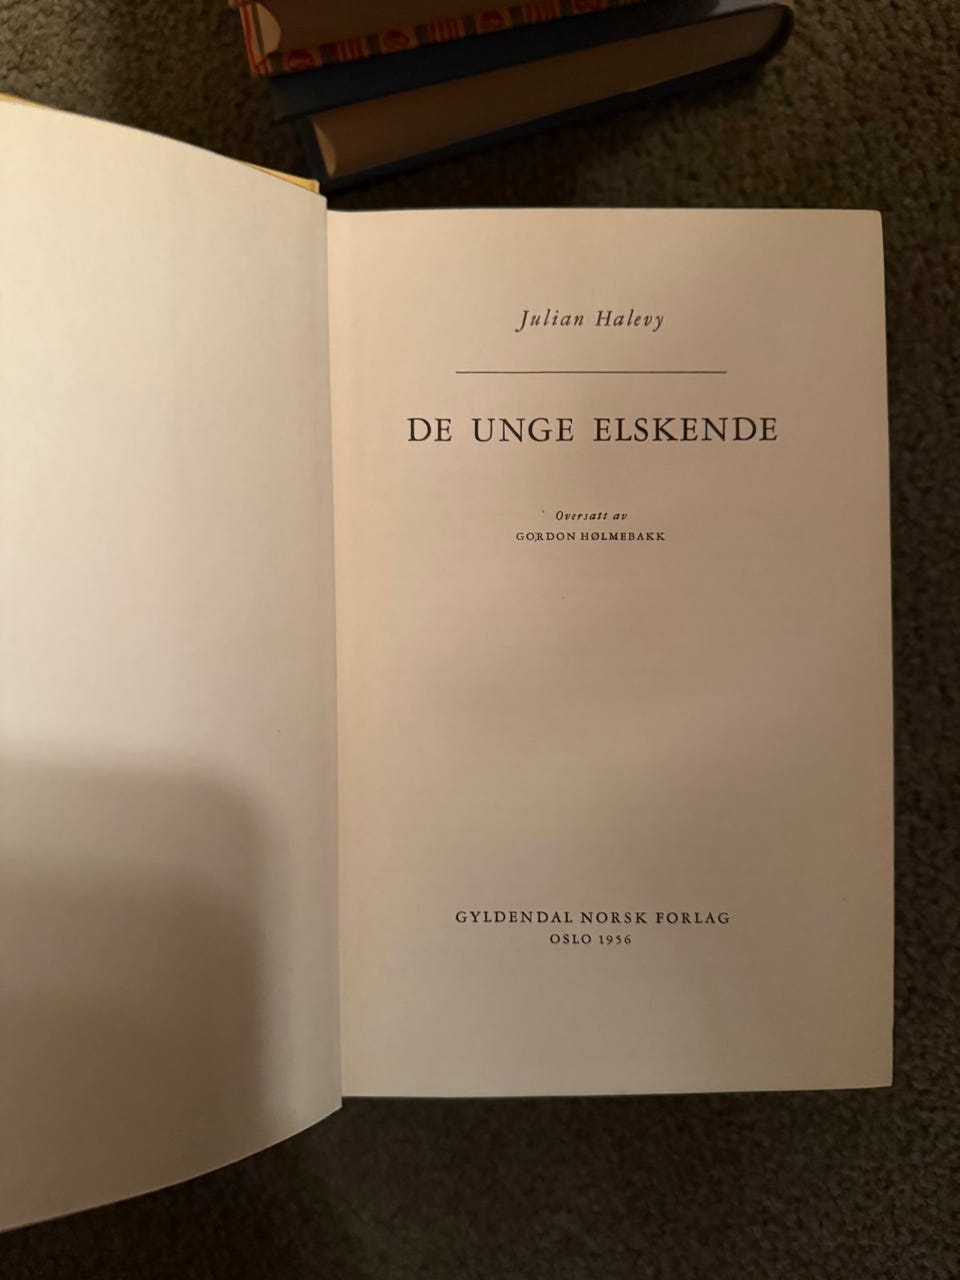 Julian Halevy
DE UNGE ELSKENDE
Oversatt av
GORDON HØLMEBAKK
GYLDENDAL NORSK FORLAG
OSLO 1956